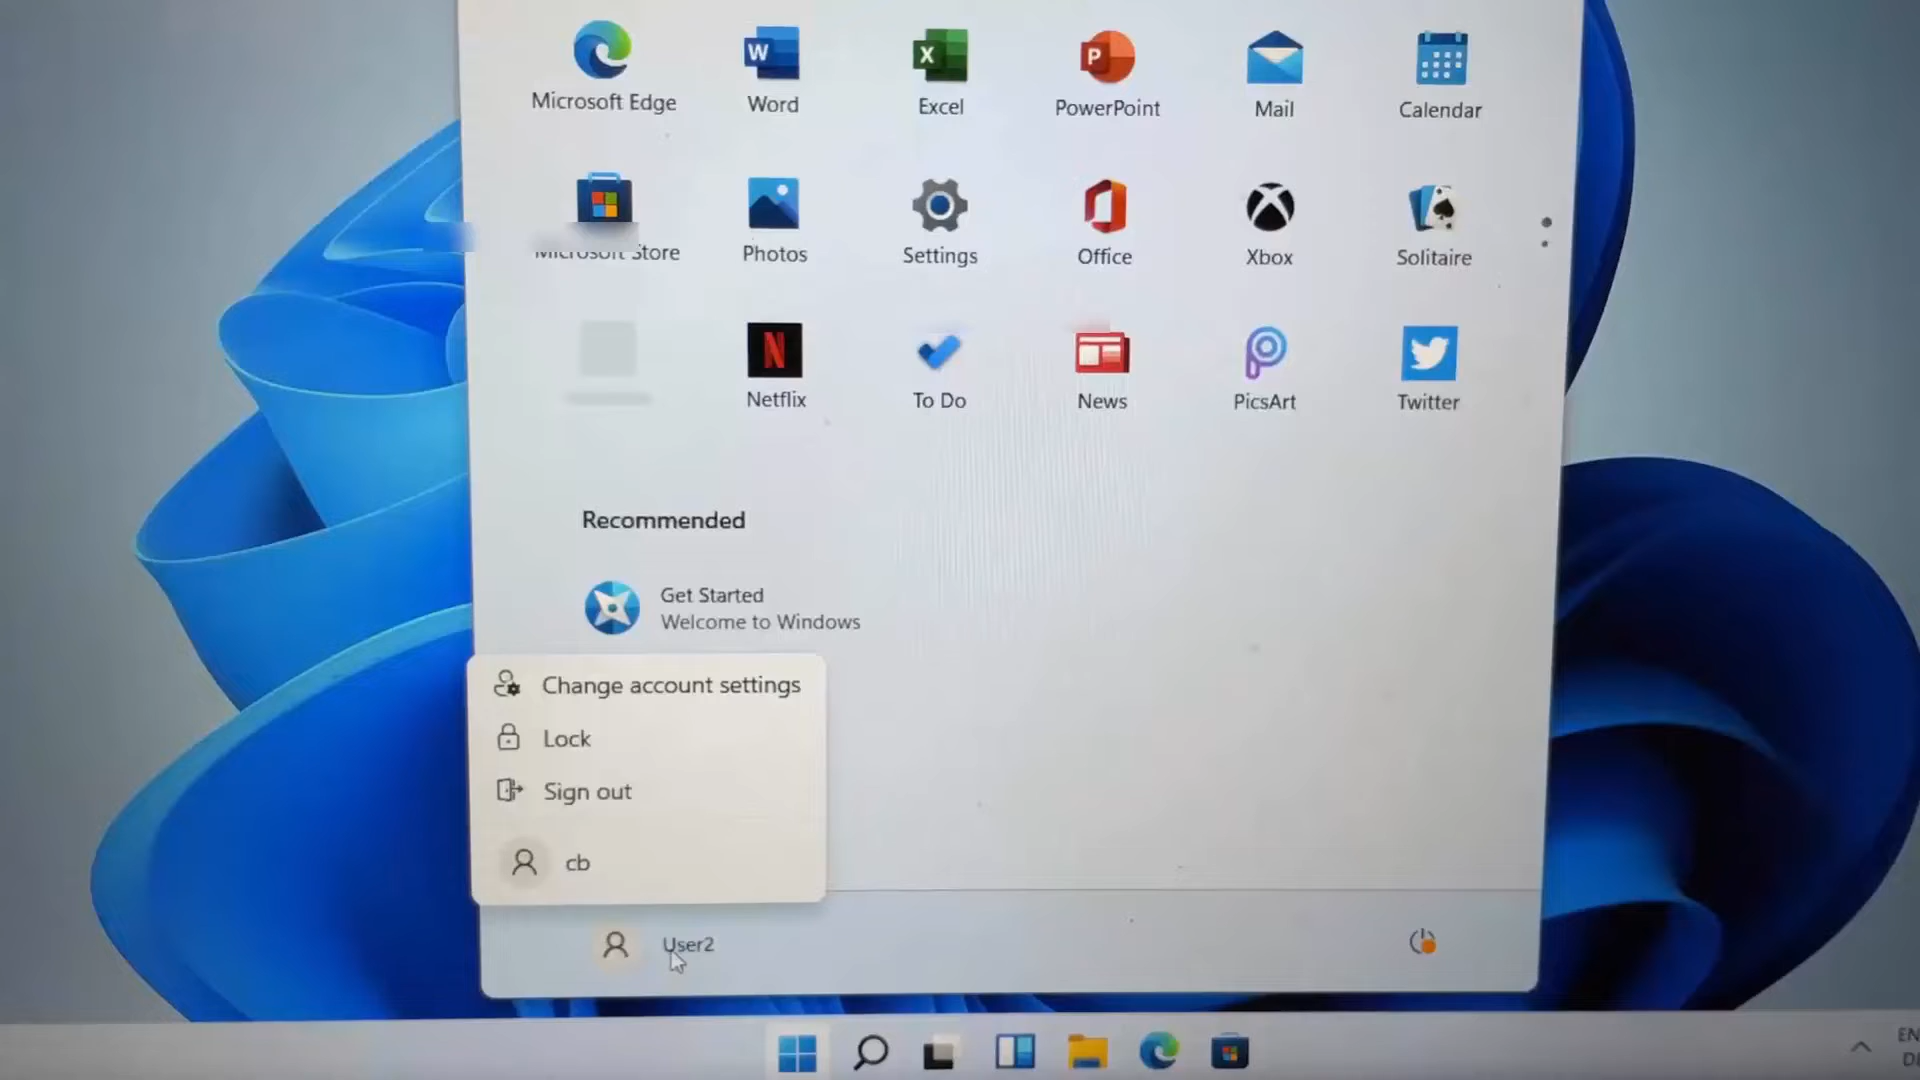 Microsoft Edge
Word
Excel
PowerPoint
Mail
Calendar
Microsoft Store
Photos
Settings
Office
Xbox
Solitaire
Netflix
To Do
News
PicsArt
Twitter
Recommended
Get Started
Welcome to Windows
Change account settings
Lock
Sign out
cb
User2